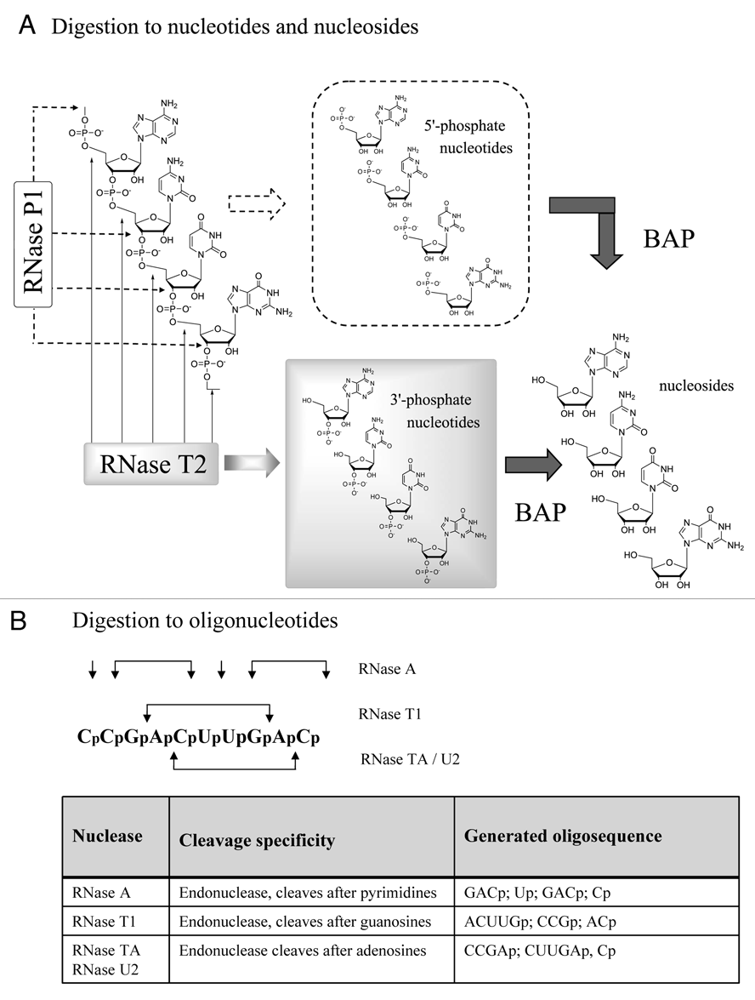 A Digestion to nucleotides and nucleosides
RNase P1
5'-phosphate
nucleotides
BAP
RNase T2
3'-phosphate
nucleotides
BAP
nucleosides
B Digestion to oligonucleotides
RNase A
RNase T1
CpCpGpApCpUpUpGpApCp
RNase TA / U2
Nuclease Cleavage specificity Generated oligosequence
RNase A Endonuclease, cleaves after pyrimidines GACp; Up; GACp; Cp
RNase T1 Endonuclease, cleaves after guanosines ACUUGp; CCGp; ACp
RNase TA Endonuclease cleaves after adenosines CCGAp; CUUGAp, Cp
RNase U2